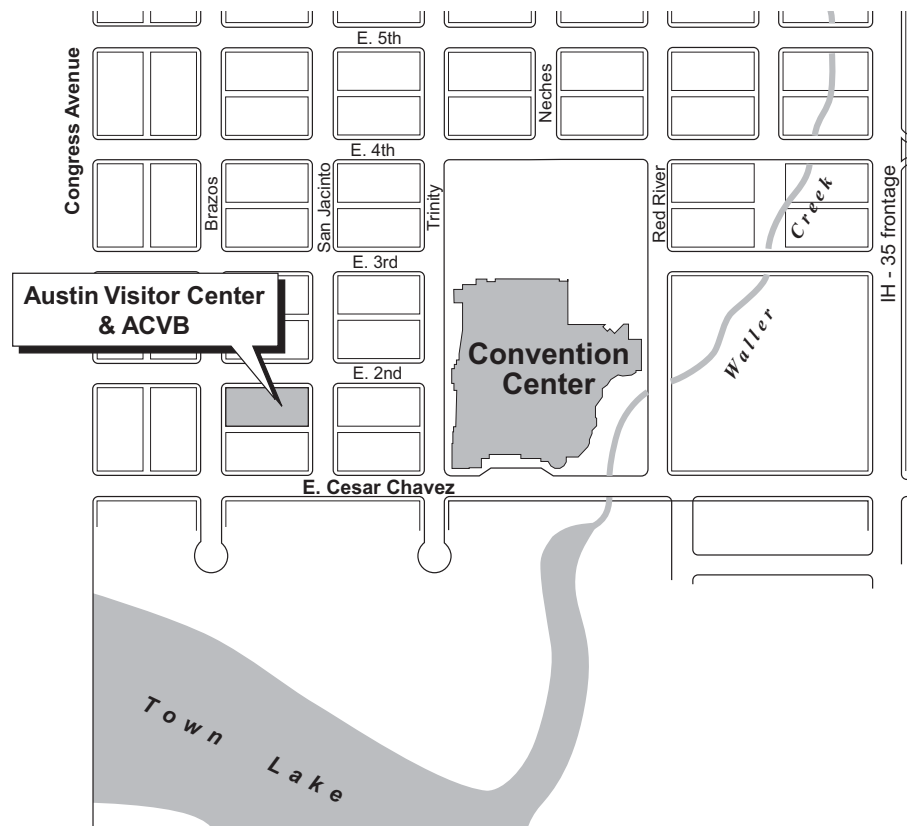 E. 5th
Congress Avenue
Neches
E. 4th
Brazos
San Jacinto
Trinity
Red River
Creek
IH - 35 frontage
E. 3rd
Austin Visitor Center
& ACVB
Waller
Convention
Center
E. 2nd
E. Cesar Chavez
Town Lake